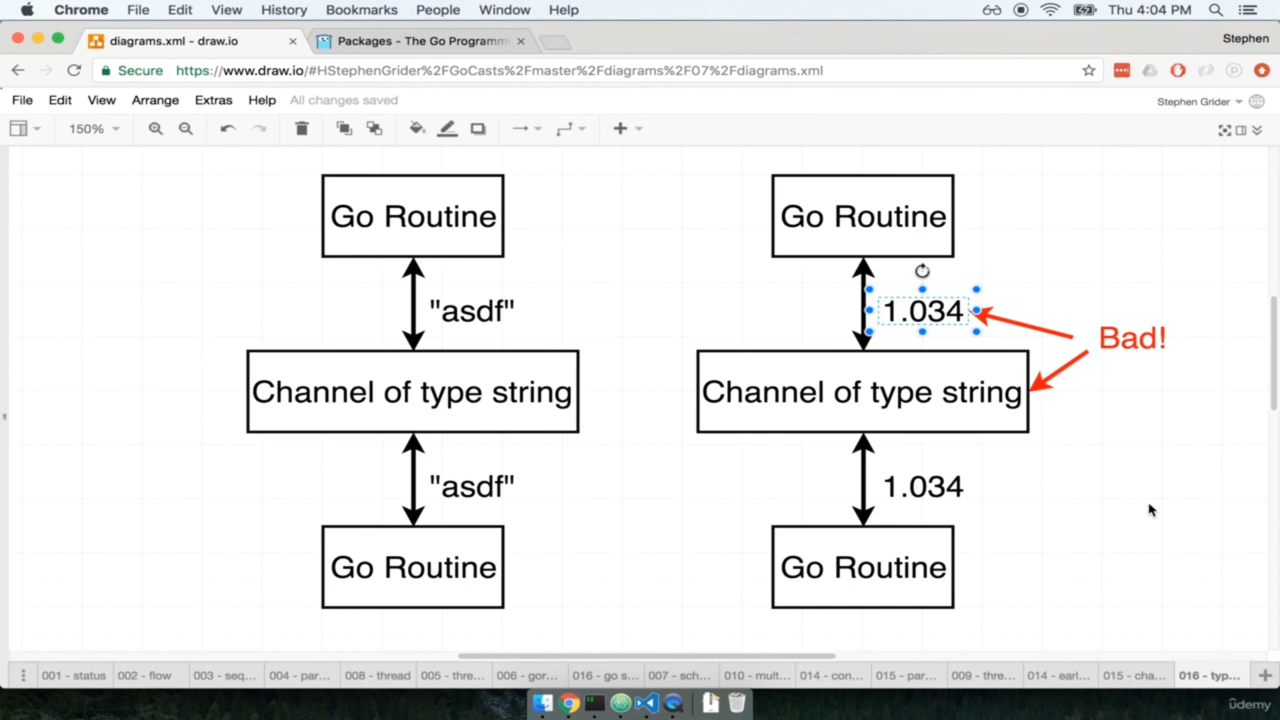 Chrome File Edit View History Bookmarks People Window Help Thu 4:04 PM
diagrams.xml - draw.io Packages - The Go Programmi Stephen
Secure https://www.draw.io/#HStephenGrider%2FGoCasts%2Fmaster%2Fdiagrams%2F07%2Fdiagrams.xml
File Edit View Arrange Extras Help All changes saved Stephen Grider
150%
Go Routine Go Routine
"asdf" 1.034
Bad!
Channel of type string Channel of type string
"asdf" 1.034
Go Routine Go Routine
001 - status 002 - flow 003 - seq... 004 - par... 008 - thread 005 - thre... 006 - gor... 016 - go s... 007 - sch... 010 - mult... 014 - con... 015 - par... 009 - thre... 014 - earl... 015 - cha... 016 - typ...
ûdemy